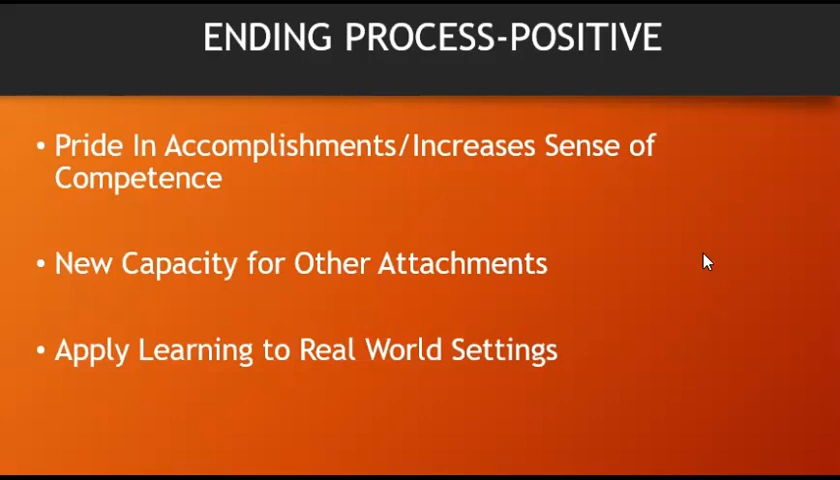 ENDING PROCESS-POSITIVE
• Pride In Accomplishments/Increases Sense of
Competence
• New Capacity for Other Attachments
• Apply Learning to Real World Settings